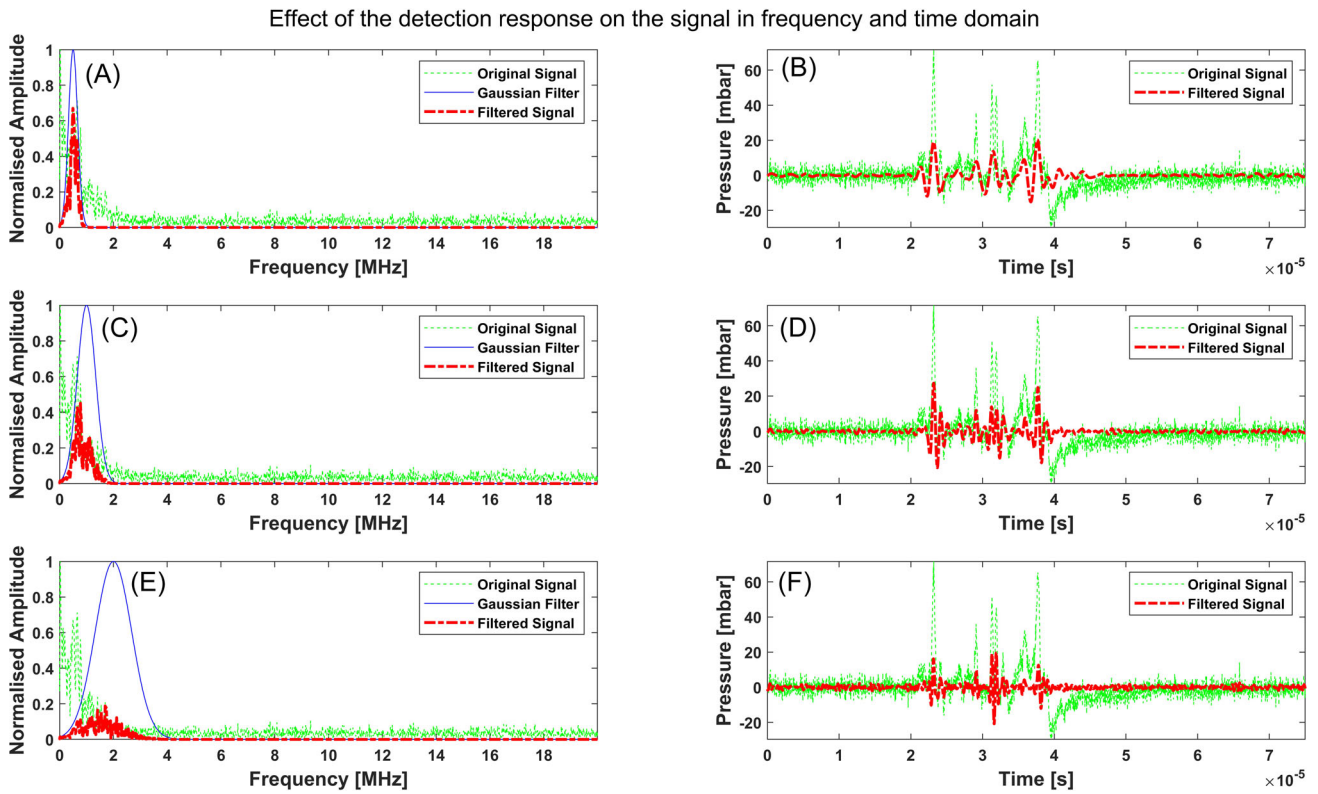 Effect of the detection response on the signal in frequency and time domain
Normalised Amplitude
1
0.8
0.6
0.4
0.2
0
(A)
Original Signal
Gaussian Filter
Filtered Signal
0 2 4 6 8 10 12 14 16 18
Frequency [MHz]
Pressure [mbar]
60
40
20
0
-20
(B)
Original Signal
Filtered Signal
0 1 2 3 4 5 6 7
×10-5
Time [s]
Normalised Amplitude
1
0.8
0.6
0.4
0.2
0
(C)
Original Signal
Gaussian Filter
Filtered Signal
0 2 4 6 8 10 12 14 16 18
Frequency [MHz]
Pressure [mbar]
60
40
20
0
-20
(D)
Original Signal
Filtered Signal
0 1 2 3 4 5 6 7
×10-5
Time [s]
Normalised Amplitude
1
0.8
0.6
0.4
0.2
0
(E)
Original Signal
Gaussian Filter
Filtered Signal
0 2 4 6 8 10 12 14 16 18
Frequency [MHz]
Pressure [mbar]
60
40
20
0
-20
(F)
Original Signal
Filtered Signal
0 1 2 3 4 5 6 7
×10-5
Time [s]